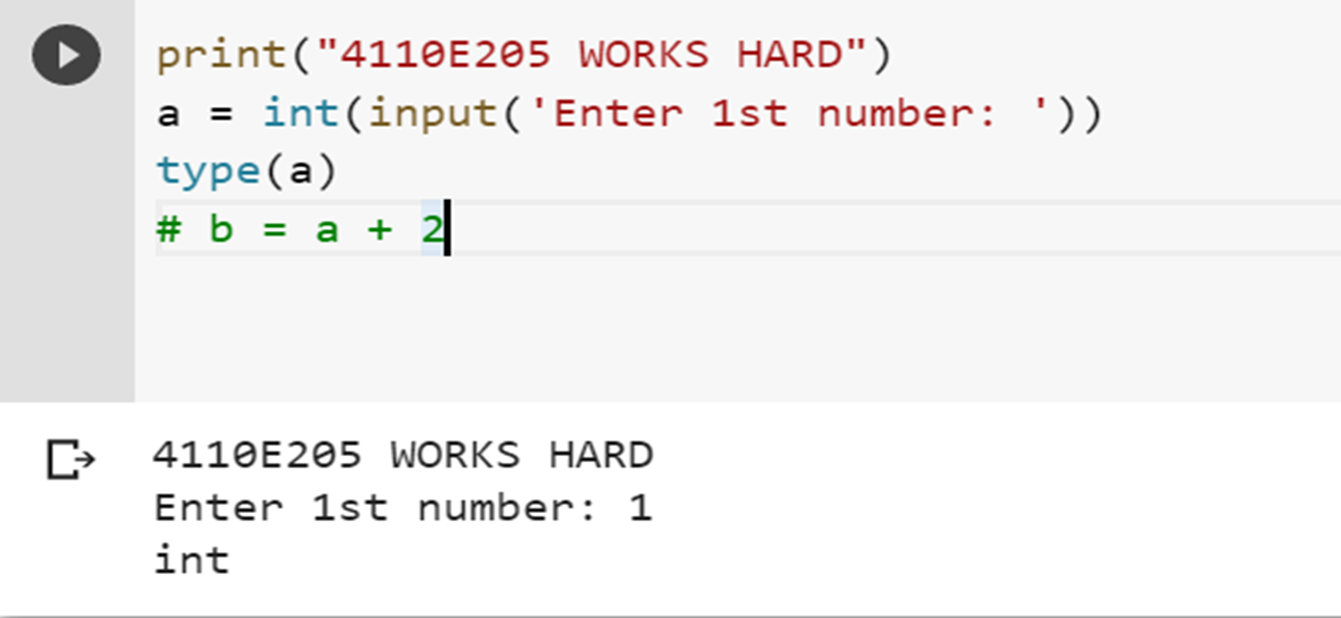 print("4110E205 WORKS HARD")
a = int(input('Enter 1st number: '))
type(a)
# b = a + 2
4110E205 WORKS HARD
Enter 1st number: 1
int